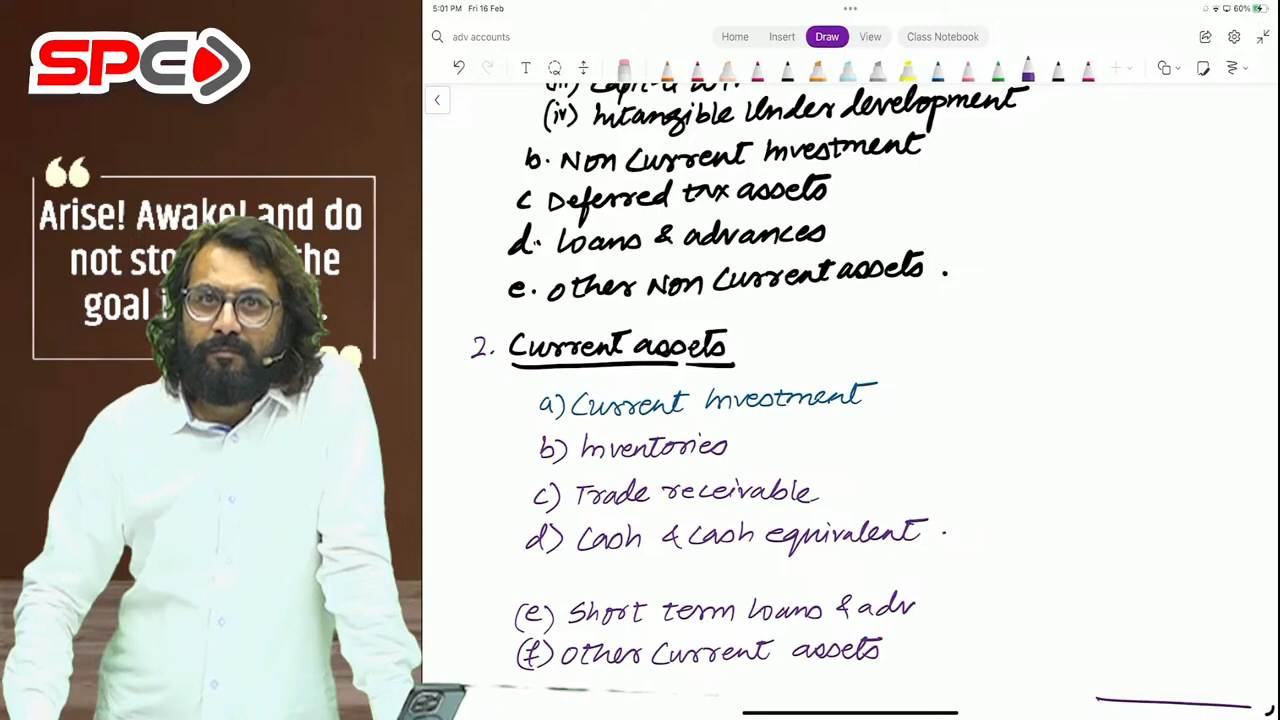 5:01 PM Fri 16 Feb
60%
adv accounts
Home Insert Draw View Class Notebook
SPE
Arise! Awake! and do
not the
goal
(iv) Intangible Under development
b. Non Current Investment
c Deferred tax assets
d. Loans & advances
e. Other Non Current assets .
2. Current assets
a) Current Investment
b) Inventories
c) Trade receivable
d) Cash & Cash equivalent .
(e) Short term Loans & adv
(f) Other Current assets